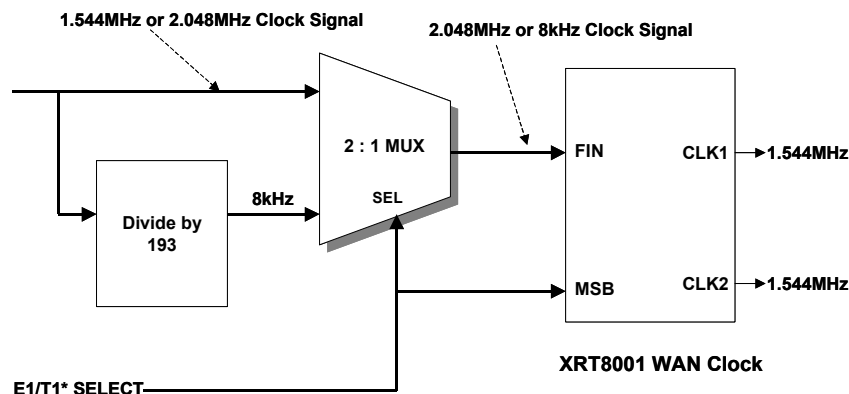 1.544MHz or 2.048MHz Clock Signal
2.048MHz or 8kHz Clock Signal
2 : 1 MUX
SEL
FIN
CLK1
1.544MHz
Divide by
193
8kHz
MSB
CLK2
1.544MHz
XRT8001 WAN Clock
E1/T1* SELECT